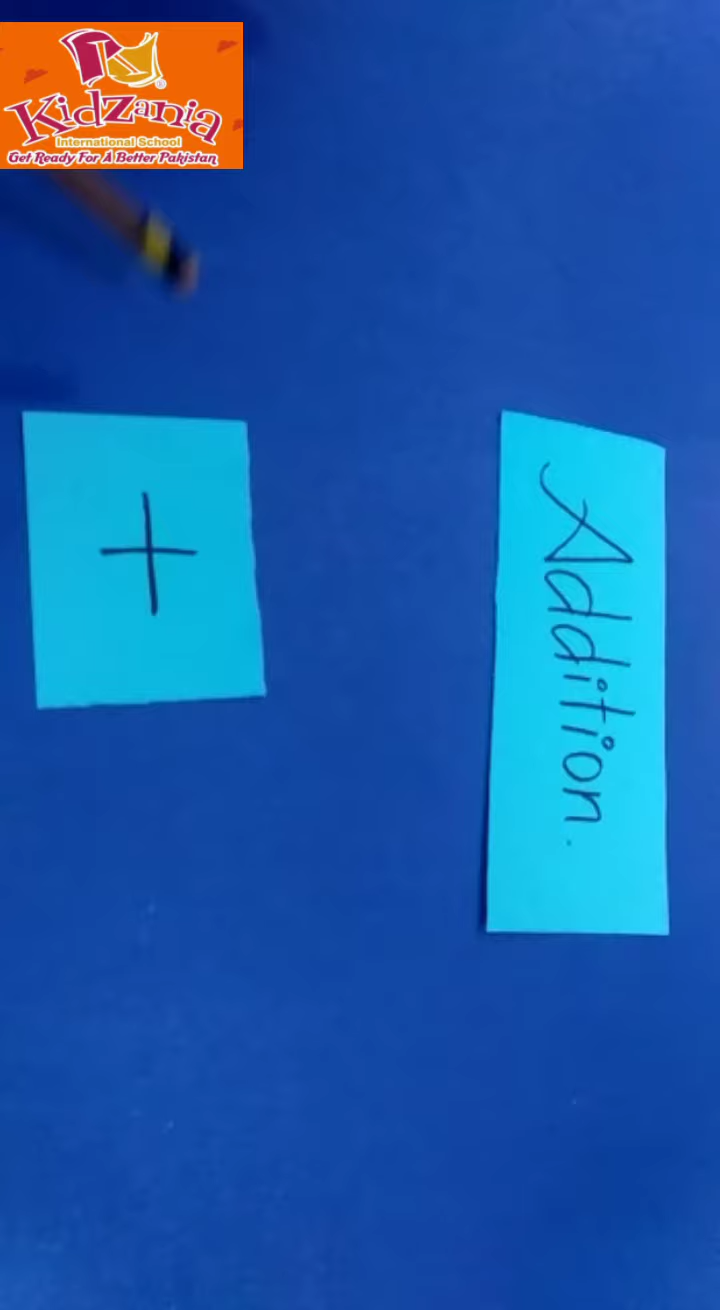 KidZania
International School
Get Ready For A Better Pakistan
Addition.
+